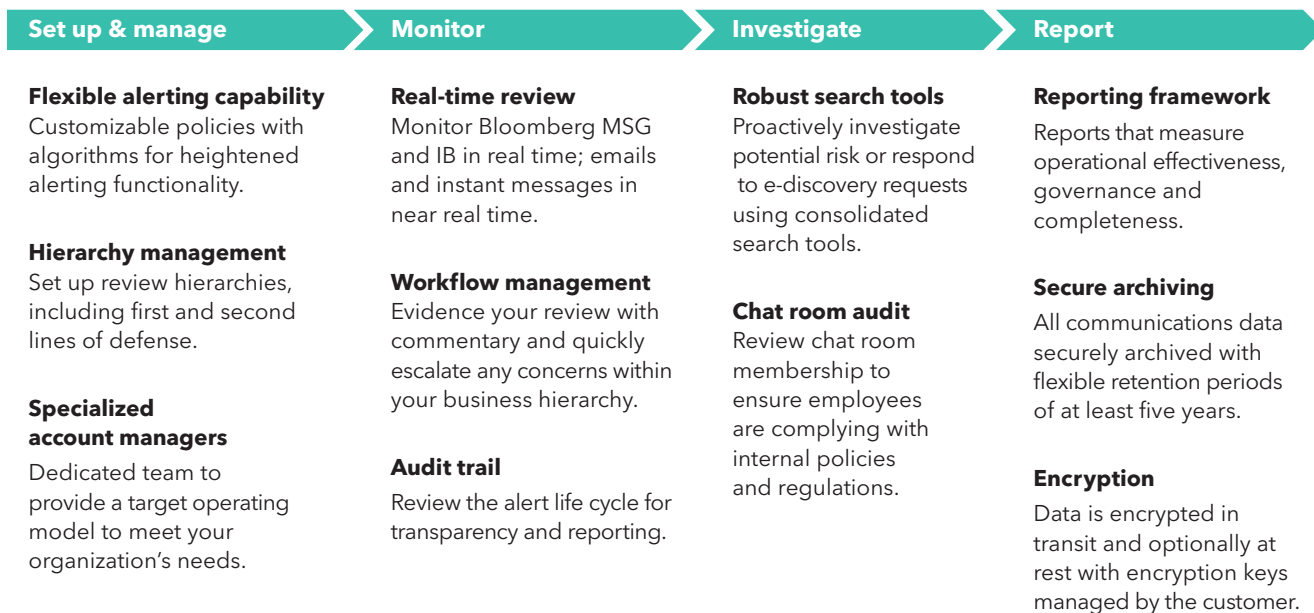 Set up & manage
Monitor
Investigate
Report
Flexible alerting capability
Customizable policies with
algorithms for heightened
alerting functionality.
Hierarchy management
Set up review hierarchies,
including first and second
lines of defense.
Specialized
account managers
Dedicated team to
provide a target operating
model to meet your
organization’s needs.
Real-time review
Monitor Bloomberg MSG
and IB in real time; emails
and instant messages in
near real time.
Workflow management
Evidence your review with
commentary and quickly
escalate any concerns within
your business hierarchy.
Audit trail
Review the alert life cycle for
transparency and reporting.
Robust search tools
Proactively investigate
potential risk or respond
to e-discovery requests
using consolidated
search tools.
Chat room audit
Review chat room
membership to
ensure employees
are complying with
internal policies
and regulations.
Reporting framework
Reports that measure
operational effectiveness,
governance and
completeness.
Secure archiving
All communications data
securely archived with
flexible retention periods
of at least five years.
Encryption
Data is encrypted in
transit and optionally at
rest with encryption keys
managed by the customer.